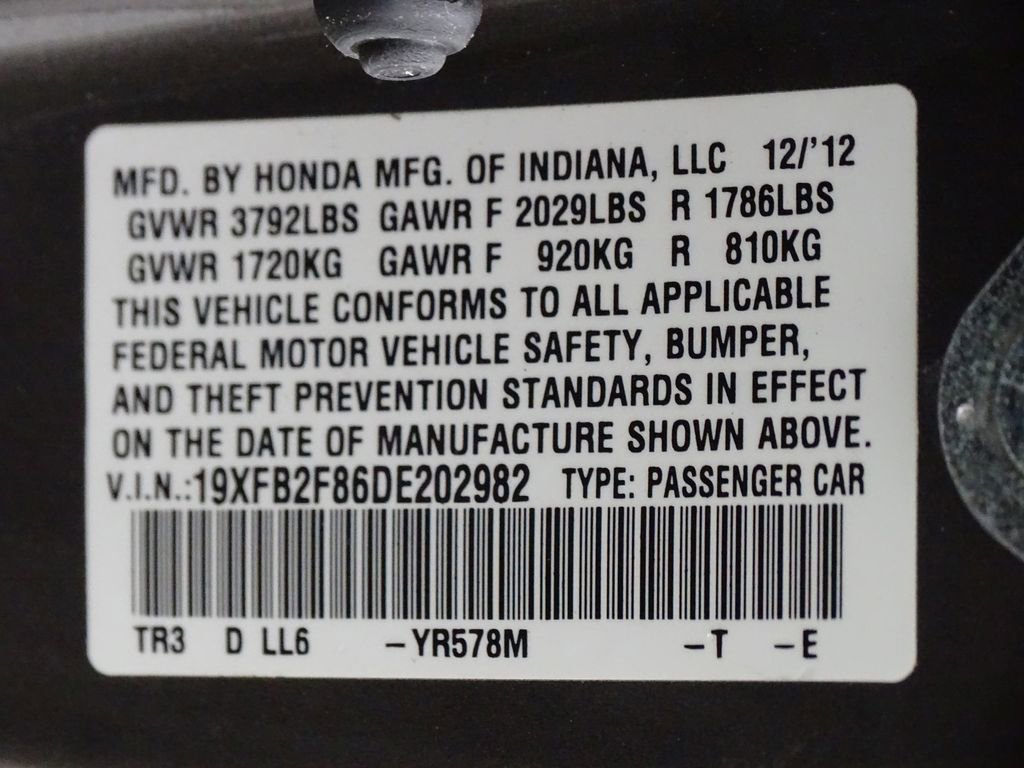 MFD. BY HONDA MFG. OF INDIANA, LLC 12/'12
GVWR 3792LBS GAWR F 2029LBS R 1786LBS
GVWR 1720KG GAWR F 920KG R 810KG
THIS VEHICLE CONFORMS TO ALL APPLICABLE
FEDERAL MOTOR VEHICLE SAFETY, BUMPER,
AND THEFT PREVENTION STANDARDS IN EFFECT
ON THE DATE OF MANUFACTURE SHOWN ABOVE.
V.I.N.:19XFB2F86DE202982 TYPE: PASSENGER CAR
TR3 D LL6 -YR578M -T -E